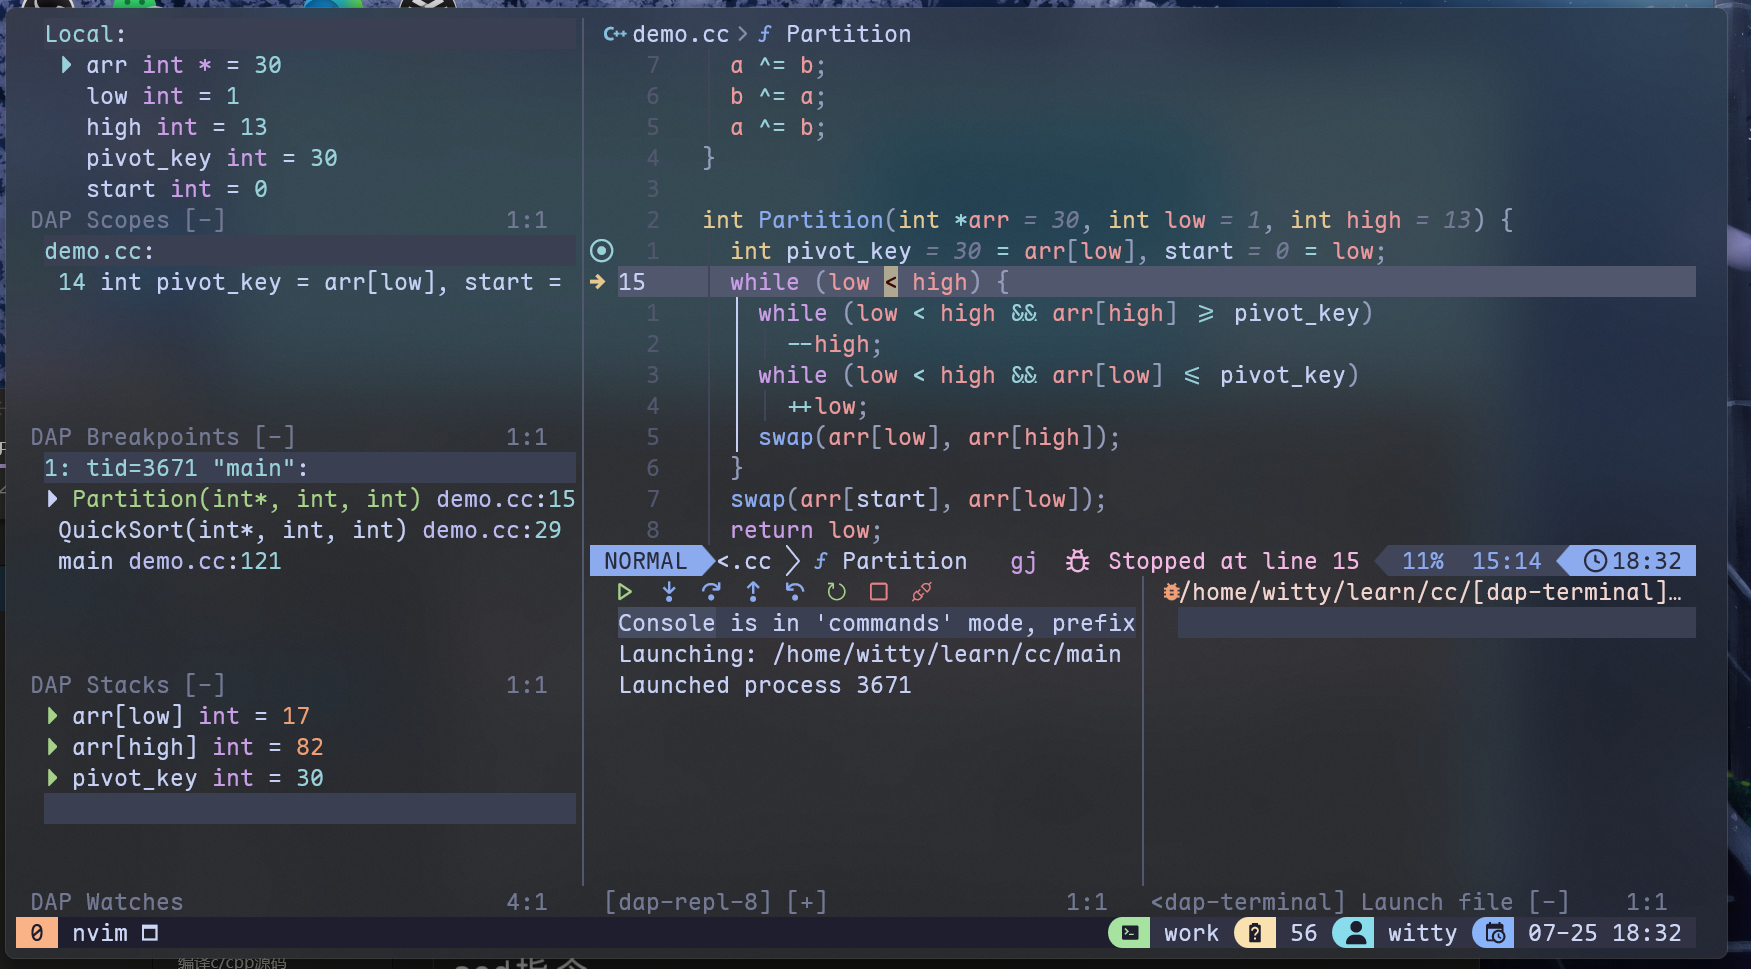 Local:
arr int * = 30
low int = 1
high int = 13
pivot_key int = 30
start int = 0
DAP Scopes [-] 1:1
demo.cc:
14 int pivot_key = arr[low], start =
DAP Breakpoints [-] 1:1
1: tid=3671 "main":
Partition(int*, int, int) demo.cc:15
QuickSort(int*, int, int) demo.cc:29
main demo.cc:121
DAP Stacks [-] 1:1
arr[low] int = 17
arr[high] int = 82
pivot_key int = 30
DAP Watches 4:1
C++ demo.cc > ƒ Partition
7 a ^= b;
6 b ^= a;
5 a ^= b;
4 }
3
2 int Partition(int *arr = 30, int low = 1, int high = 13) {
1 int pivot_key = 30 = arr[low], start = 0 = low;
15 while (low < high) {
1 while (low < high && arr[high] >= pivot_key)
2 --high;
3 while (low < high && arr[low] <= pivot_key)
4 ++low;
5 swap(arr[low], arr[high]);
6 }
7 swap(arr[start], arr[low]);
8 return low;
NORMAL <.cc > ƒ Partition gj Stopped at line 15 11% 15:14 18:32
Console is in 'commands' mode, prefix
Launching: /home/witty/learn/cc/main
Launched process 3671
[dap-repl-8] [+] 1:1
/home/witty/learn/cc/[dap-terminal]…
<dap-terminal] Launch file [-] 1:1
0 nvim work 56 witty 07-25 18:32
编译c/cpp源码